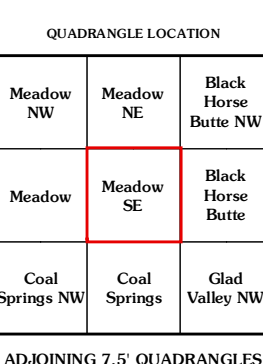 QUADRANGLE LOCATION
Meadow
NW
Meadow
NE
Black
Horse
Butte NW
Meadow
Meadow
SE
Black
Horse
Butte
Coal
Springs NW
Coal
Springs
Glad
Valley NW
ADJOINING 7.5' QUADRANGLES